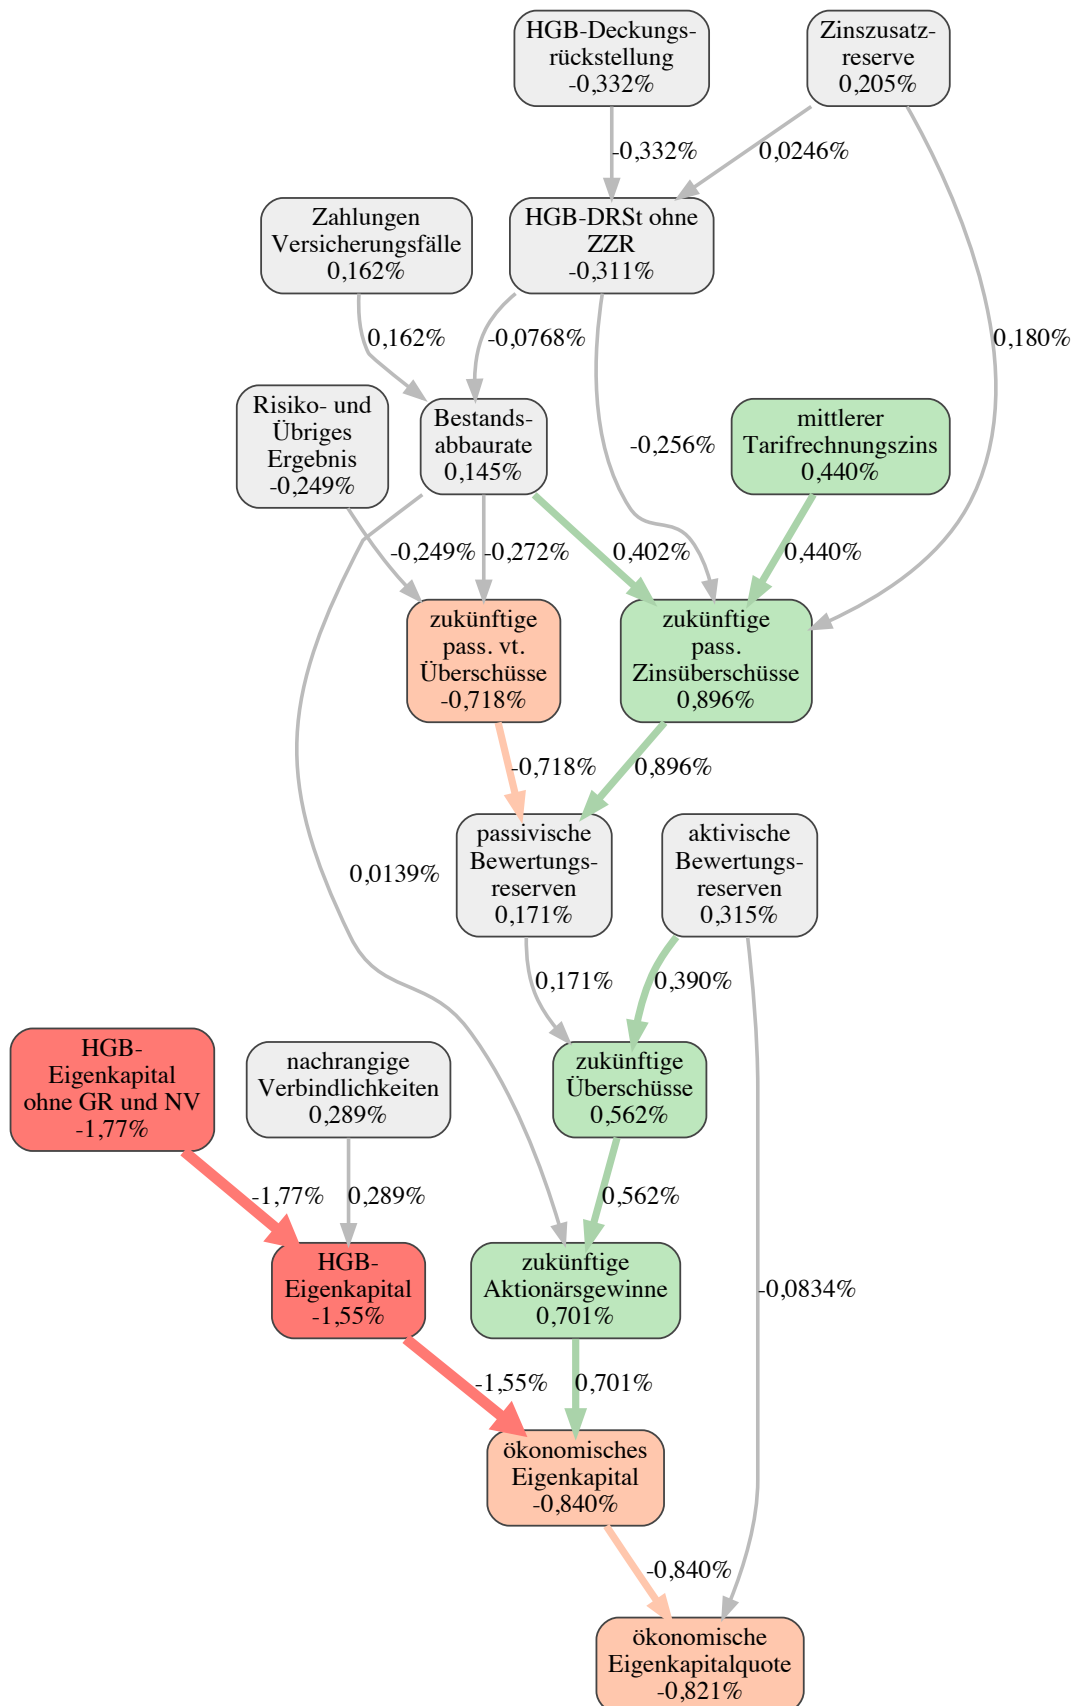 HGB-Deckungs-
rückstellung
-0,332%
Zinszusatz-
reserve
0,205%
-0,332%
0,0246%
Zahlungen
Versicherungsfälle
0,162%
HGB-DRSt ohne
ZZR
-0,311%
0,162%
-0,0768%
0,180%
Risiko- und
Übriges
Ergebnis
-0,249%
Bestands-
abbaurate
0,145%
-0,256%
mittlerer
Tarifrechnungszins
0,440%
-0,249%
-0,272%
0,402%
0,440%
zukünftige
pass. vt.
Überschüsse
-0,718%
zukünftige
pass.
Zinsüberschüsse
0,896%
-0,718%
0,896%
0,0139%
passivische
Bewertungs-
reserven
0,171%
aktivische
Bewertungs-
reserven
0,315%
0,171%
0,390%
HGB-
Eigenkapital
ohne GR und NV
-1,77%
nachrangige
Verbindlichkeiten
0,289%
zukünftige
Überschüsse
0,562%
-1,77%
0,289%
0,562%
HGB-
Eigenkapital
-1,55%
zukünftige
Aktionärsgewinne
0,701%
-0,0834%
-1,55%
0,701%
ökonomisches
Eigenkapital
-0,840%
-0,840%
ökonomische
Eigenkapitalquote
-0,821%